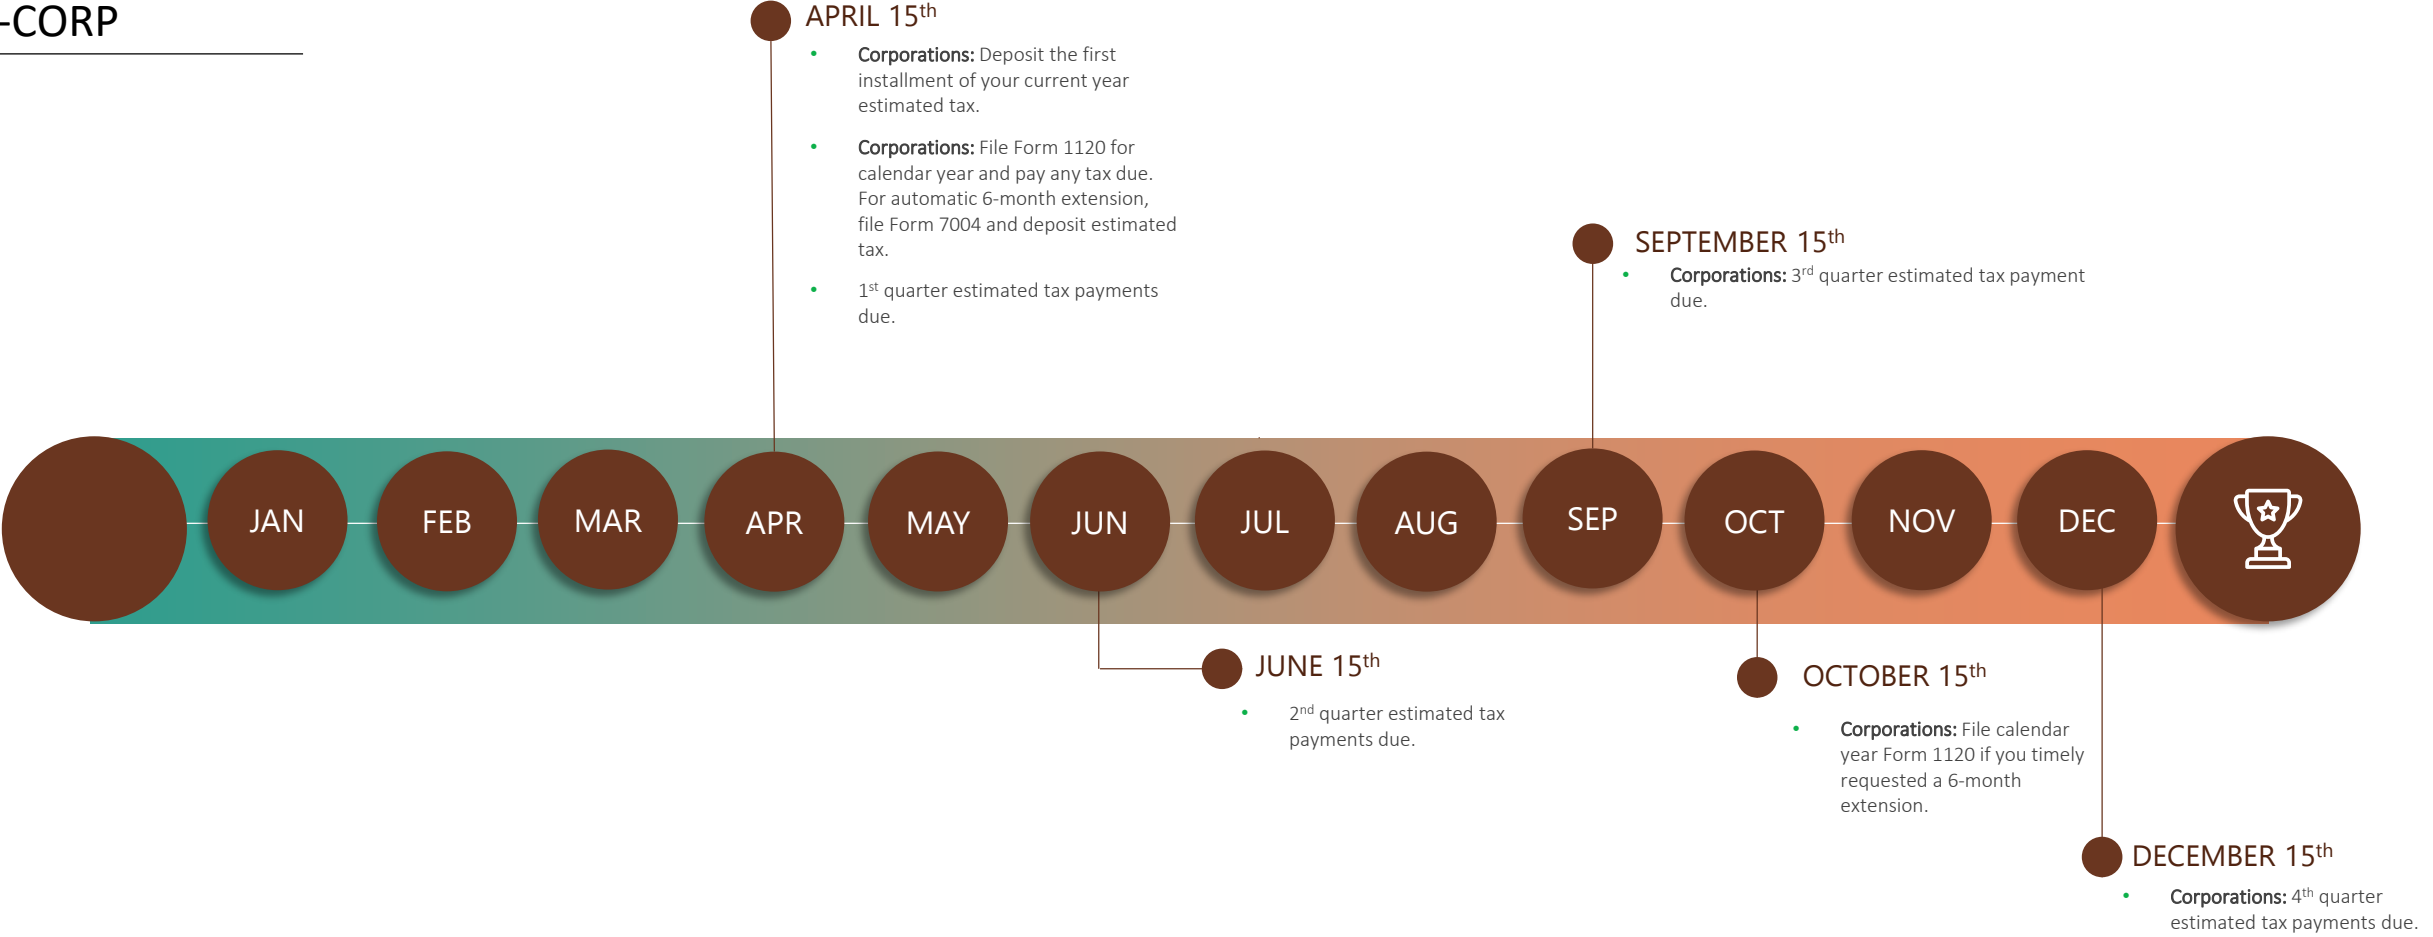 -CORP
APRIL 15th
• Corporations: Deposit the first
installment of your current year
estimated tax.
• Corporations: File Form 1120 for
calendar year and pay any tax due.
For automatic 6-month extension,
file Form 7004 and deposit estimated
tax.
• 1st quarter estimated tax payments
due.
SEPTEMBER 15th
• Corporations: 3rd quarter estimated tax payment
due.
JAN FEB MAR APR MAY JUN JUL AUG SEP OCT NOV DEC
JUNE 15th
• 2nd quarter estimated tax
payments due.
OCTOBER 15th
• Corporations: File calendar
year Form 1120 if you timely
requested a 6-month
extension.
DECEMBER 15th
• Corporations: 4th quarter
estimated tax payments due.